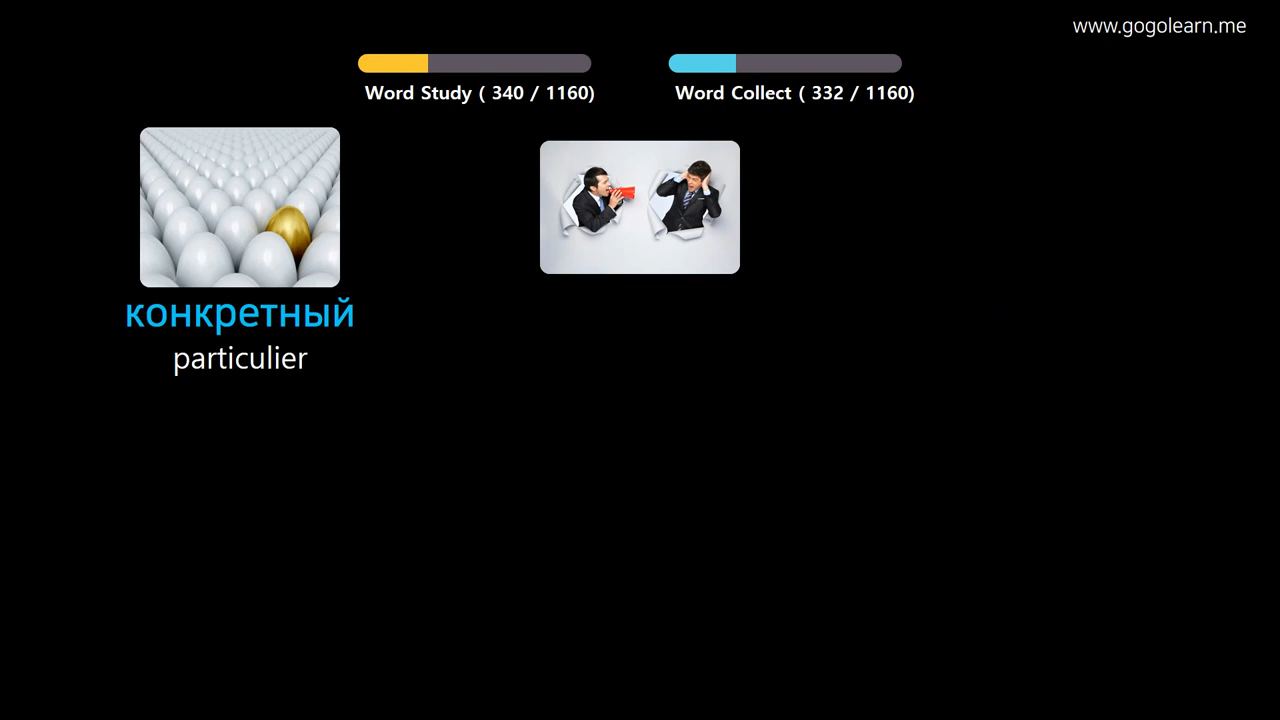 www.gogolearn.me
Word Study ( 340 / 1160)
Word Collect ( 332 / 1160)
конкретный
particulier